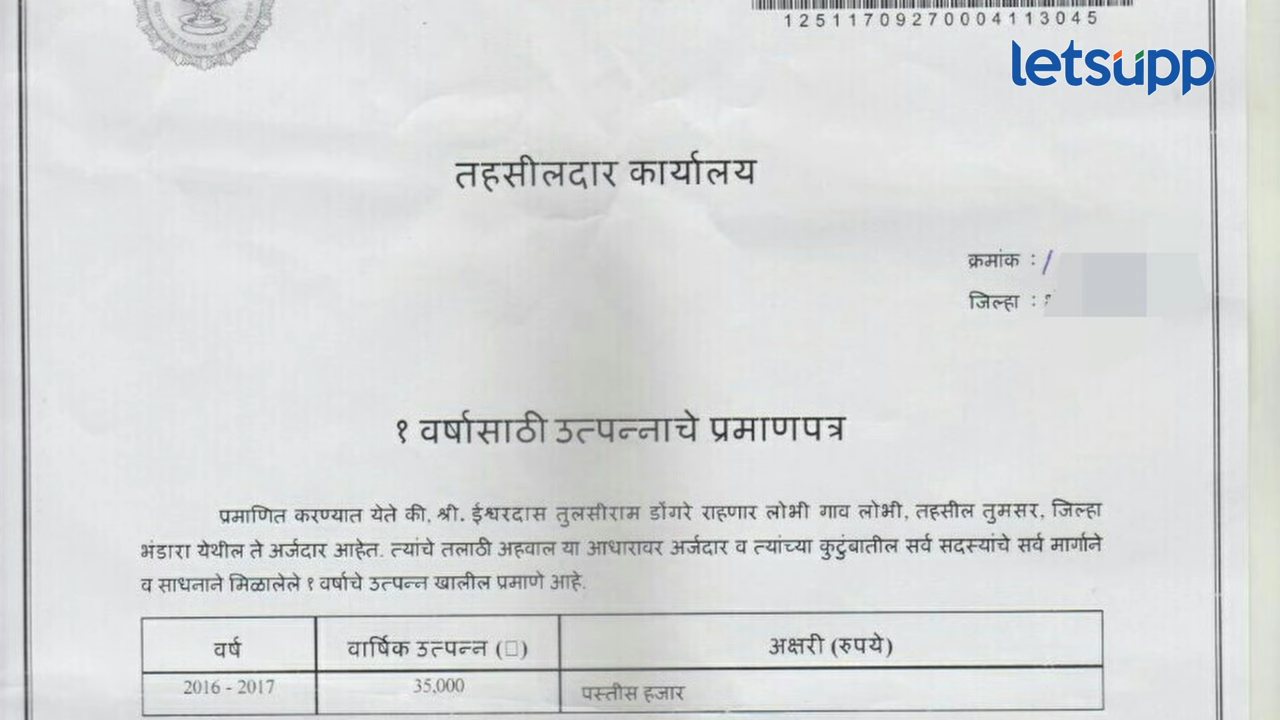 12511709270004113045
letsupp
तहसीलदार कार्यालय
क्रमांक : /
जिल्हा :
१ वर्षासाठी उत्पन्नाचे प्रमाणपत्र
प्रमाणित करण्यात येते की, श्री. ईश्वरदास तुलसीराम डोंगरे राहणार लोभी गाव लोभी, तहसील तुमसर, जिल्हा
भंडारा येथील ते अर्जदार आहेत. त्यांचे तलाठी अहवाल या आधारावर अर्जदार व त्यांच्या कुटुंबातील सर्व सदस्यांचे सर्व मार्गाने
व साधनाने मिळालेले १ वर्षाचे उत्पन्न खालील प्रमाणे आहे.
वर्ष वार्षिक उत्पन्न (□) अक्षरी (रुपये)
2016 - 2017 35,000 पस्तीस हजार